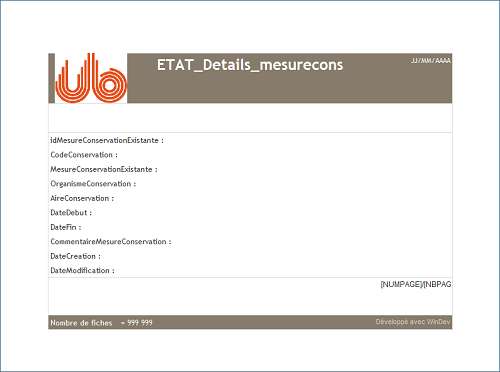 ub
ETAT_Details_mesurecons
JJ/MM/AAAA
idMesureConservationExistante :
CodeConservation :
MesureConservationExistante :
OrganismeConservation :
AireConservation :
DateDebut :
DateFin :
CommentaireMesureConservation :
DateCreation :
DateModification :
[NUMPAGE]/[NBPAG
Nombre de fiches = 999 999
Développé avec WinDev